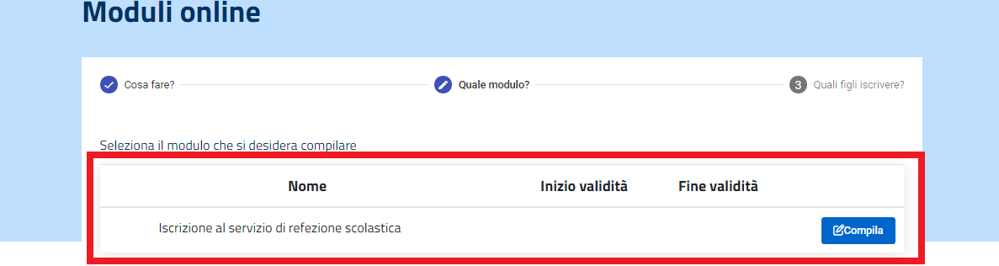 Moduli online
Cosa fare?
Quale modulo?
3 Quali figli iscrivere?
Seleziona il modulo che si desidera compilare
Nome Inizio validità Fine validità
Iscrizione al servizio di refezione scolastica Compila